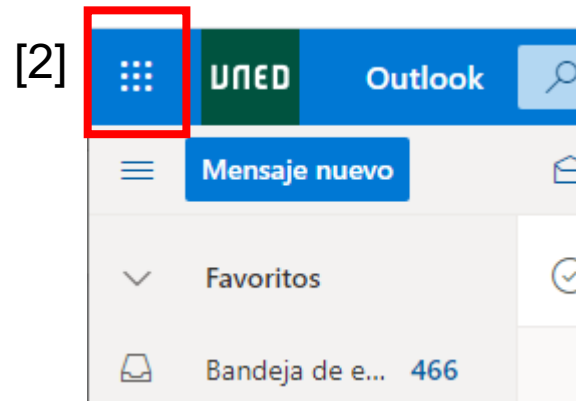 [2]
UNED Outlook
Mensaje nuevo
Favoritos
Bandeja de e... 466